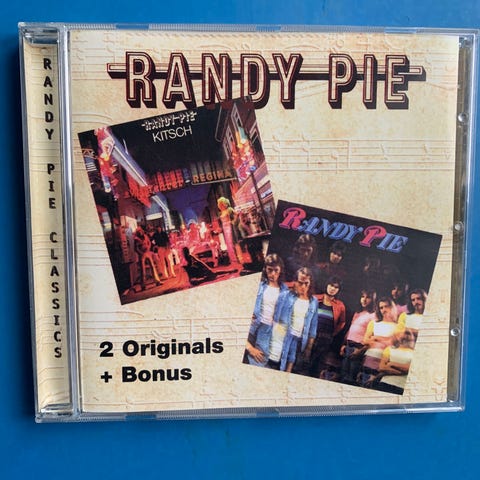 RANDY PIE CLASSICS
RANDY PIE
RANDY PIE
KITSCH
REGINA
RANDY PIE
2 Originals
+ Bonus